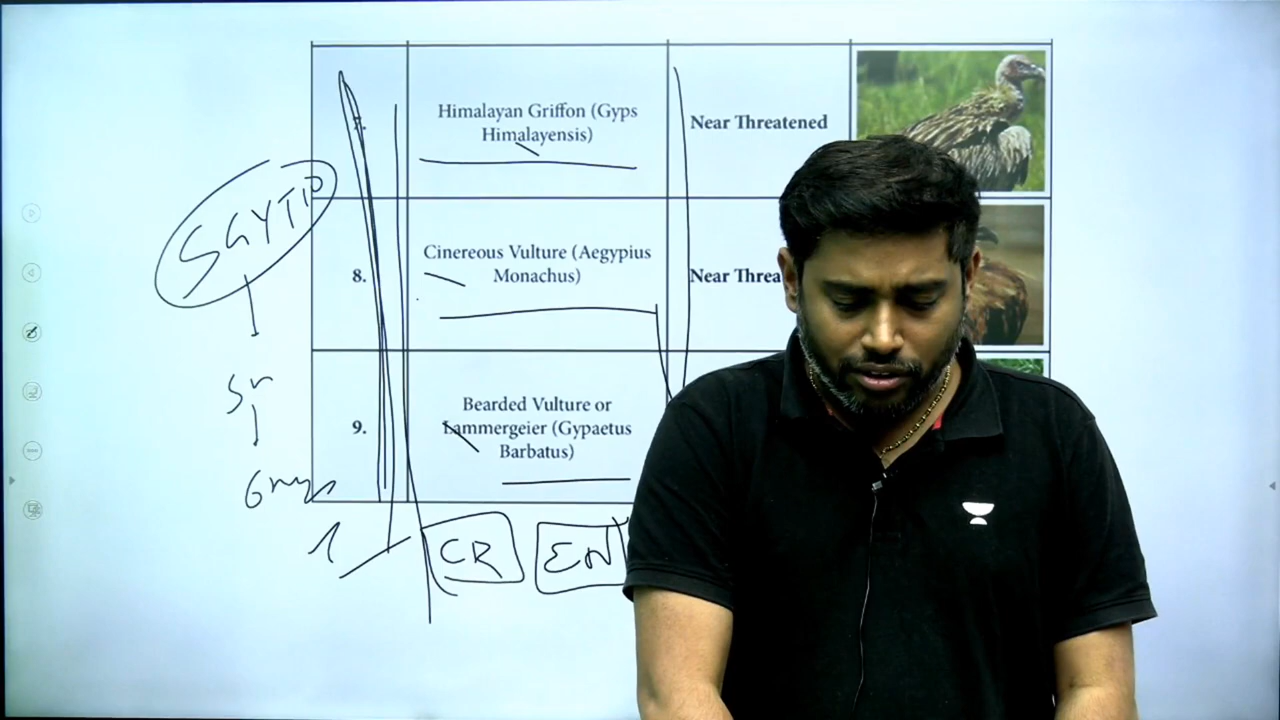 7.
Himalayan Griffon (Gyps
Himalayensis)
Near Threatened
SGYTP
8.
Cinereous Vulture (Aegypius
Monachus)
Near Threa
9.
Bearded Vulture or
Lammergeier (Gypaetus
Barbatus)
CR
EN